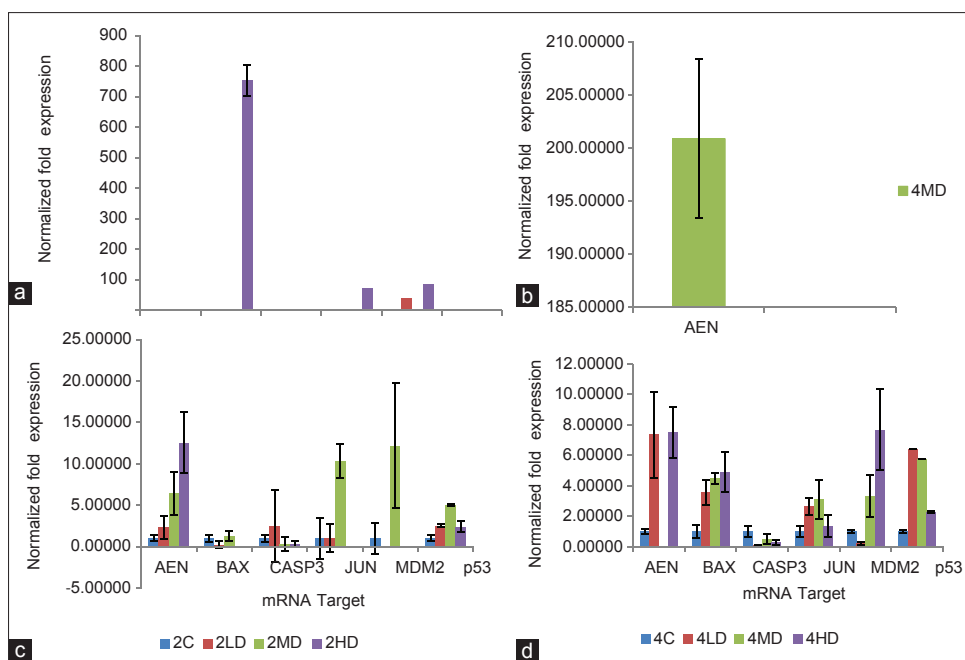 900
800
700
600
500
400
300
200
100
Normalized fold expression
a
210.00000
205.00000
200.00000
195.00000
190.00000
185.00000
Normalized fold expression
AEN
4MD
b
25.00000
20.00000
15.00000
10.00000
5.00000
0.00000
-5.00000
Normalized fold expression
AEN BAX CASP3 JUN MDM2 p53
mRNA Target
2C 2LD 2MD 2HD
c
12.00000
10.00000
8.00000
6.00000
4.00000
2.00000
0.00000
Normalized fold expression
AEN BAX CASP3 JUN MDM2 p53
mRNA Target
4C 4LD 4MD 4HD
d